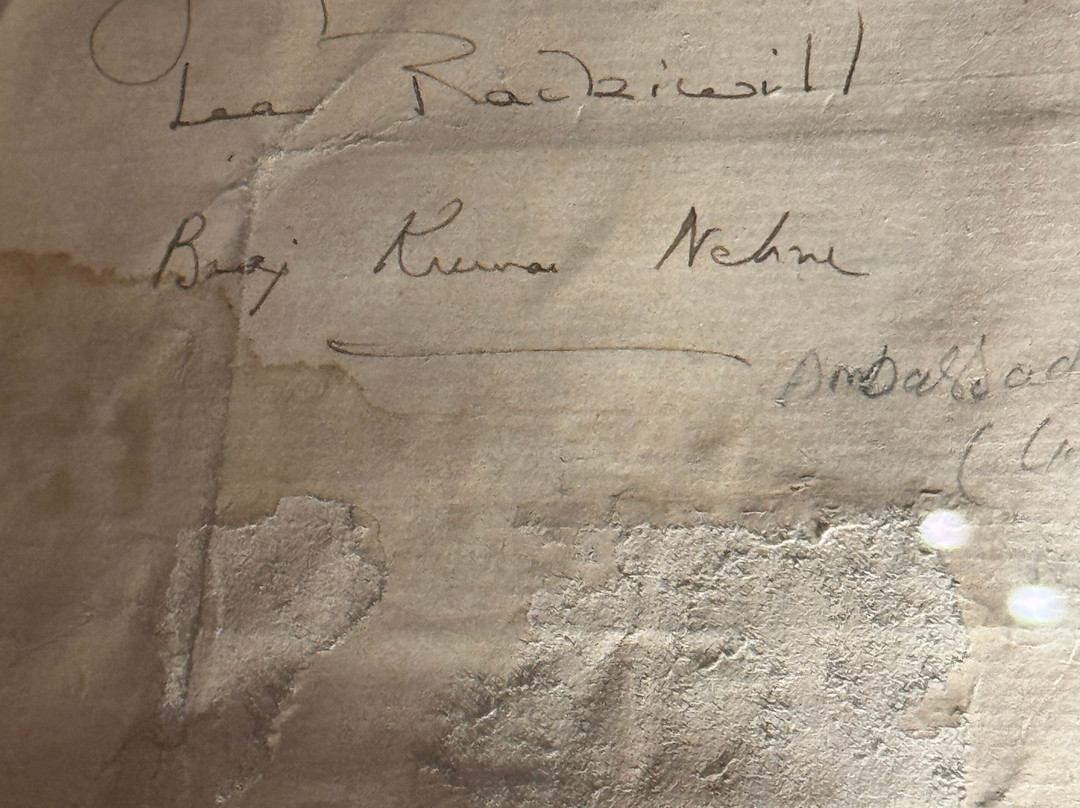 Lee Radziwill
Braj Kumar Nehru
Ambassad
(